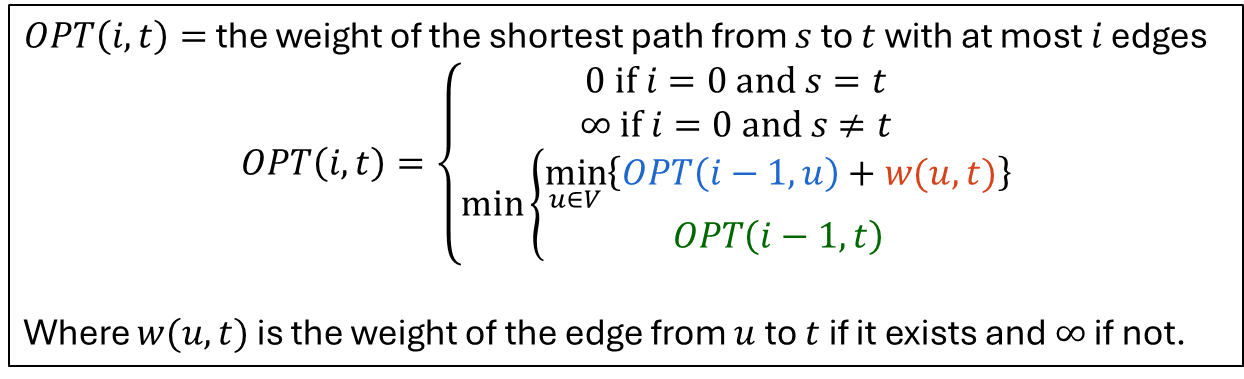 OPT(i, t) = the weight of the shortest path from s to t with at most i edges
0 if i = 0 and s = t
∞ if i = 0 and s ≠ t
OPT(i, t) = { min { min{OPT(i − 1, u) + w(u, t)}
u∈V
OPT(i − 1, t)
Where w(u, t) is the weight of the edge from u to t if it exists and ∞ if not.